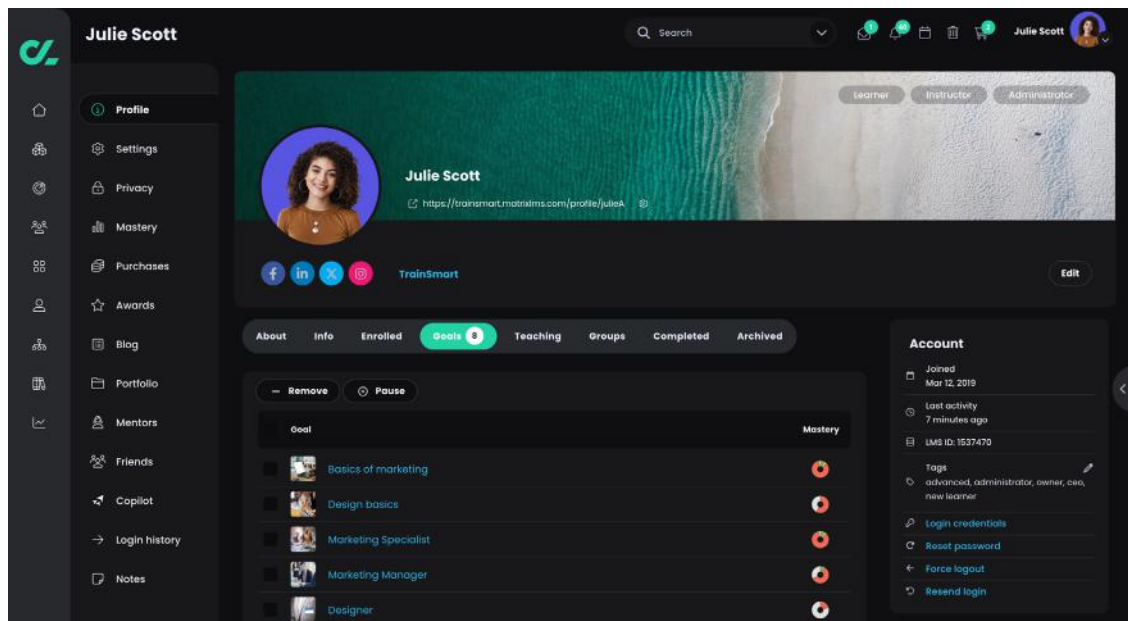 Julie Scott
Search
1
2
Julie Scott
Profile
Settings
Privacy
Mastery
Purchases
Awards
Blog
Portfolio
Mentors
Friends
Copilot
Login history
Notes
Learner
Instructor
Administrator
Julie Scott
https://trainsmart.matrixlms.com/profile/julieA
TrainSmart
Edit
About
Info
Enrolled
Goals 8
Teaching
Groups
Completed
Archived
Remove
Pause
Goal
Mastery
Basics of marketing
Design basics
Marketing Specialist
Marketing Manager
Designer
Account
Joined
Mar 12, 2019
Last activity
7 minutes ago
LMS ID: 1537470
Tags
advanced, administrator, owner, ceo,
new learner
Login credentials
Reset password
Force logout
Resend login